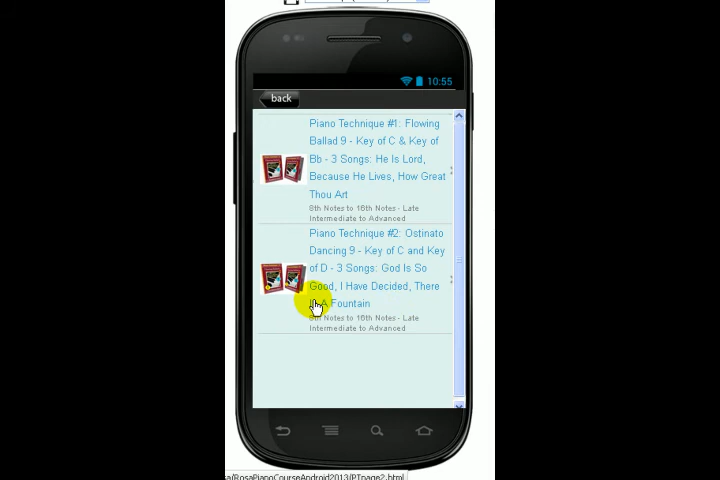 10:55
back
Piano Technique #1: Flowing
Ballad 9 - Key of C & Key of
Bb - 3 Songs: He Is Lord,
Because He Lives, How Great
Thou Art
8th Notes to 16th Notes - Late
Intermediate to Advanced
Piano Technique #2: Ostinato
Dancing 9 - Key of C and Key
of D - 3 Songs: God Is So
Good, I Have Decided, There
Is A Fountain
8th Notes to 16th Notes - Late
Intermediate to Advanced
sa/RosaPianoCourseAndroid2013/PTpage2.html